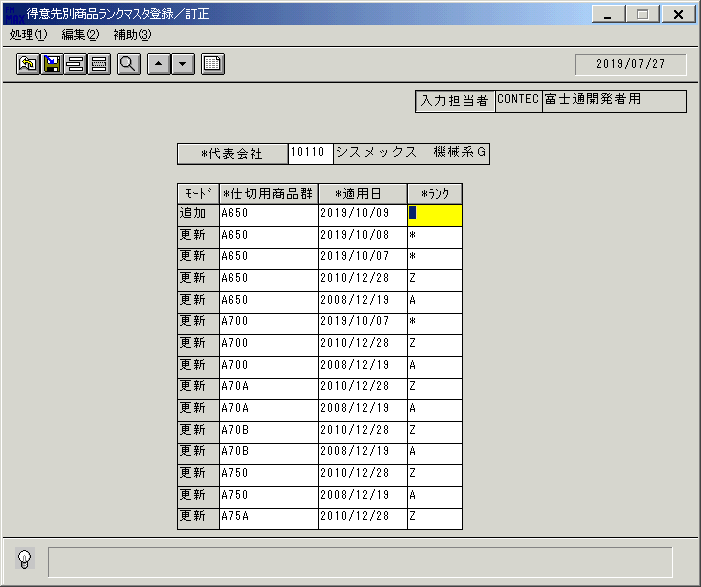 得意先別商品ランクマスタ登録／訂正
処理(1) 編集(2) 補助(3)
2019/07/27
入力担当者 CONTEC 富士通開発者用
*代表会社 10110 シスメックス 機械系G
ﾓｰﾄﾞ *仕切用商品群 *適用日 *ﾗﾝｸ
追加 A650 2019/10/09
更新 A650 2019/10/08 *
更新 A650 2019/10/07 *
更新 A650 2010/12/28 Z
更新 A650 2008/12/19 A
更新 A700 2019/10/07 *
更新 A700 2010/12/28 Z
更新 A700 2008/12/19 A
更新 A70A 2010/12/28 Z
更新 A70A 2008/12/19 A
更新 A70B 2010/12/28 Z
更新 A70B 2008/12/19 A
更新 A750 2010/12/28 Z
更新 A750 2008/12/19 A
更新 A75A 2010/12/28 Z